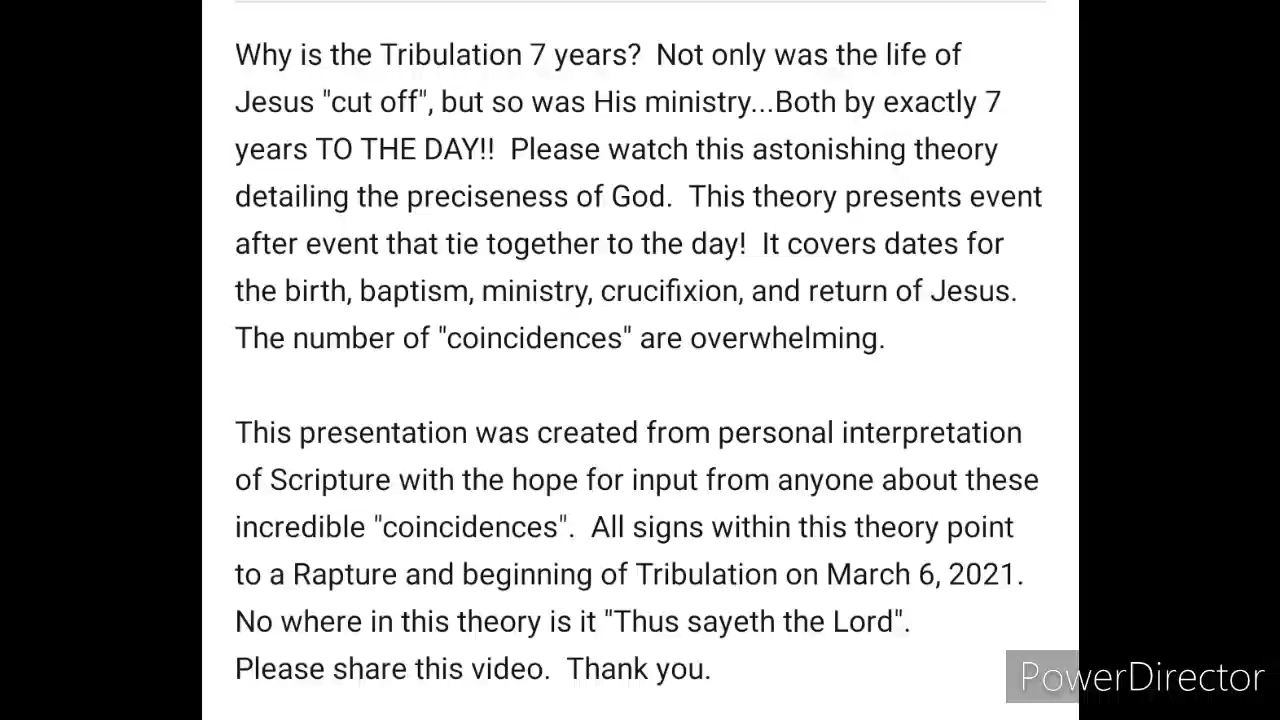 Why is the Tribulation 7 years?  Not only was the life of
Jesus "cut off", but so was His ministry...Both by exactly 7
years TO THE DAY!!  Please watch this astonishing theory
detailing the preciseness of God.  This theory presents event
after event that tie together to the day!  It covers dates for
the birth, baptism, ministry, crucifixion, and return of Jesus.
The number of "coincidences" are overwhelming.

This presentation was created from personal interpretation
of Scripture with the hope for input from anyone about these
incredible "coincidences".  All signs within this theory point
to a Rapture and beginning of Tribulation on March 6, 2021.
No where in this theory is it "Thus sayeth the Lord".
Please share this video.  Thank you.
PowerDirector